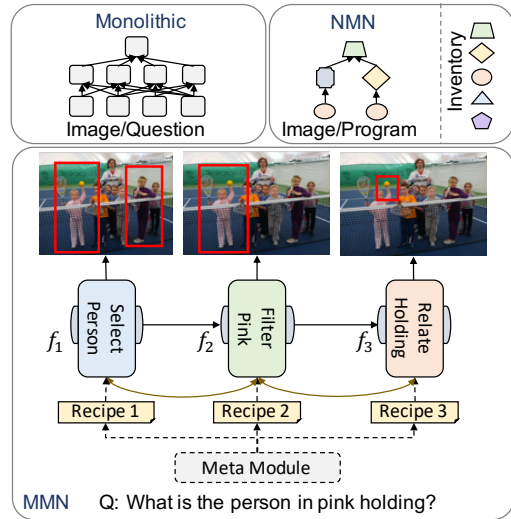 Monolithic
Image/Question
NMN
Image/Program
Inventory
f1
Select
Person
f2
Filter
Pink
f3
Relate
Holding
Recipe 1
Recipe 2
Recipe 3
Meta Module
MMN
Q: What is the person in pink holding?